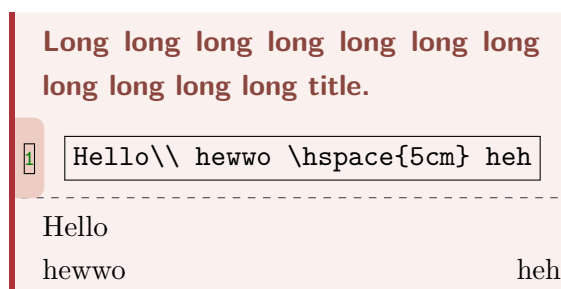 Long long long long long long long
long long long long title.
1 Hello\\ hewwo \hspace{5cm} heh
Hello
hewwo heh